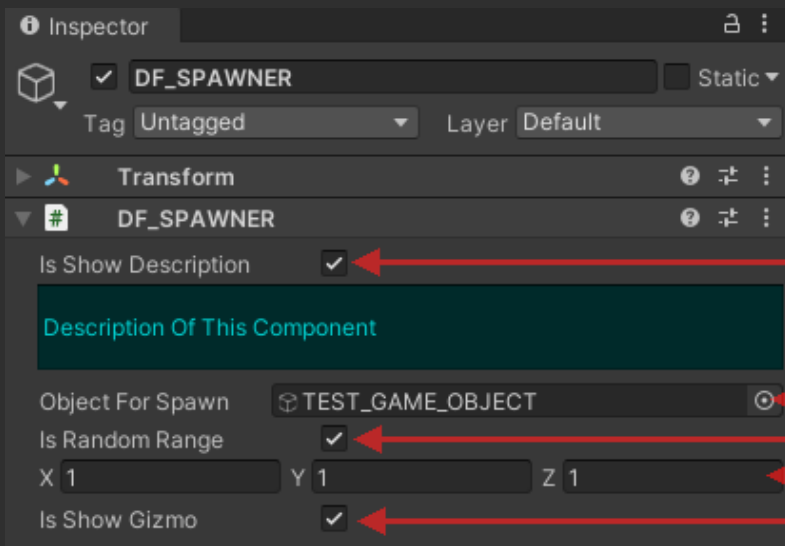 Inspector
DF_SPAWNER Static
Tag Untagged Layer Default
Transform
# DF_SPAWNER
Is Show Description
Description Of This Component
Object For Spawn TEST_GAME_OBJECT
Is Random Range
X 1 Y 1 Z 1
Is Show Gizmo